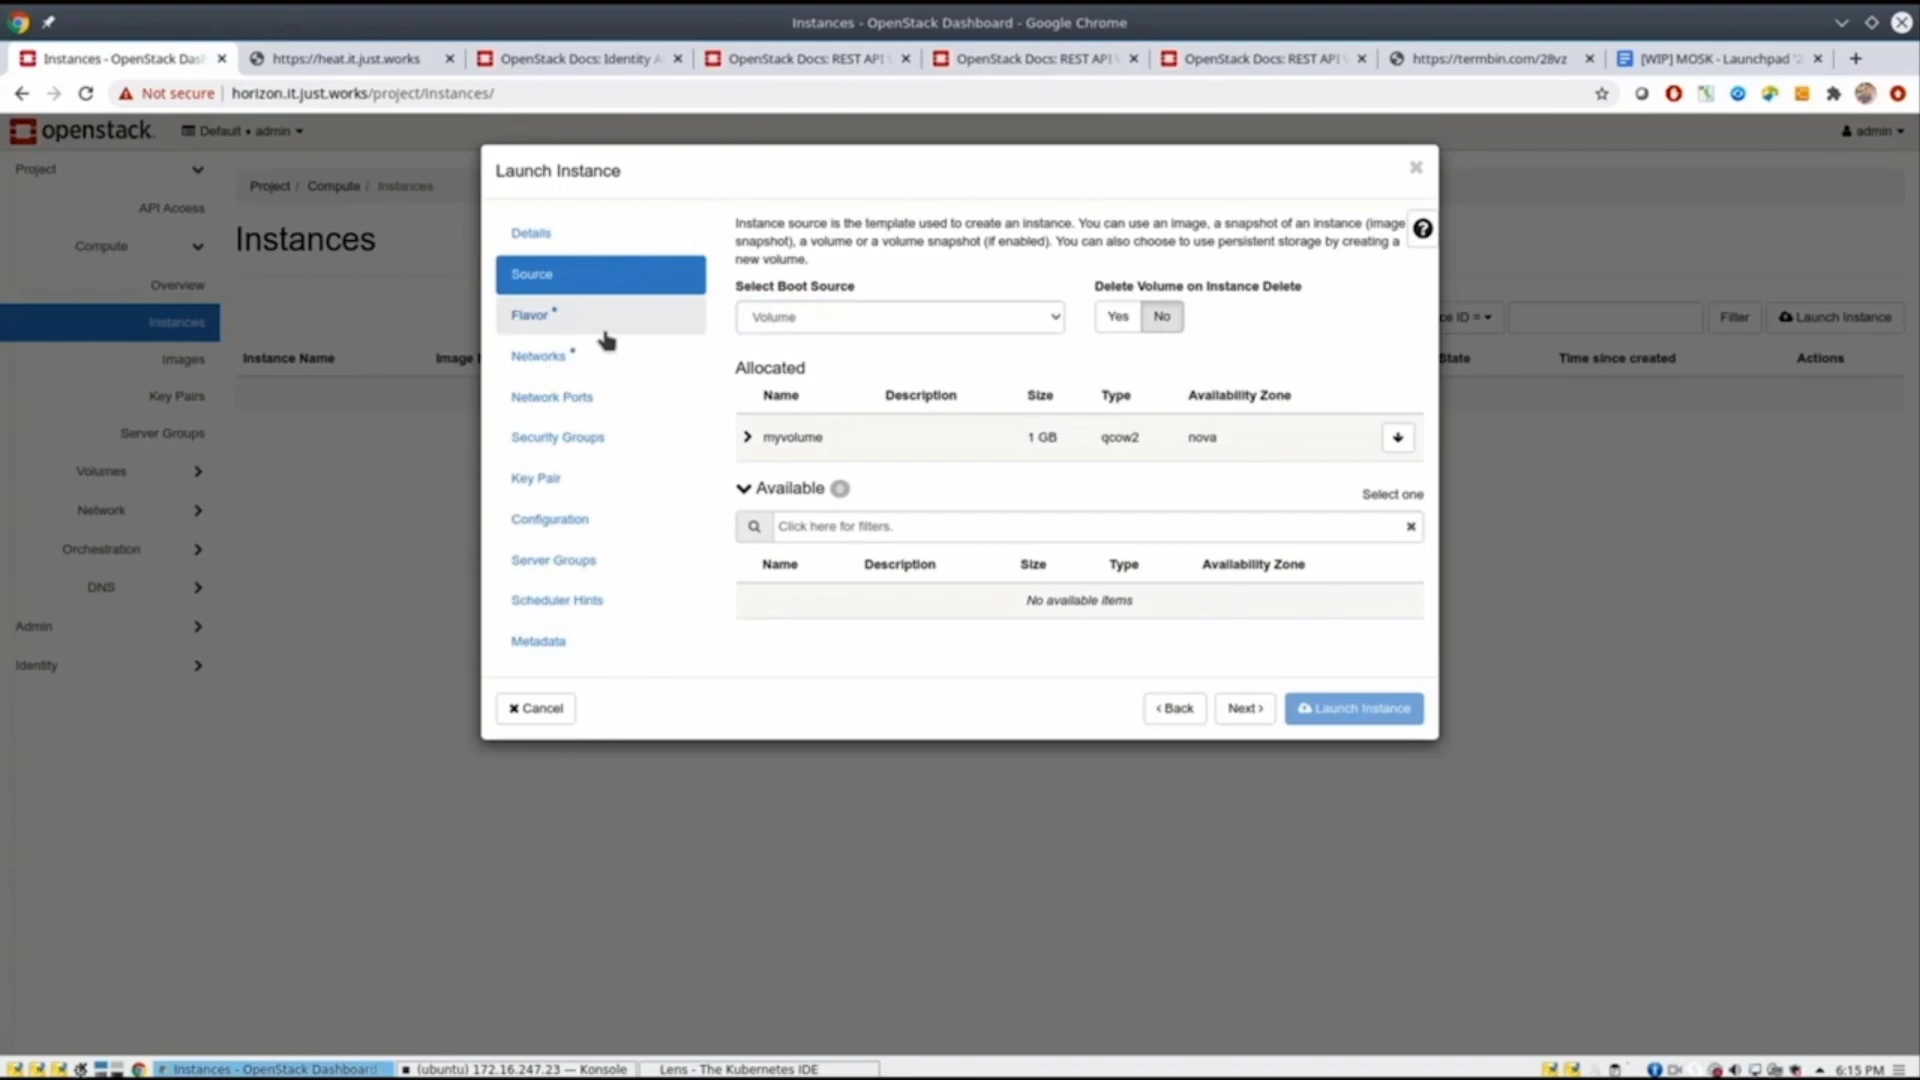 Instances - OpenStack Dashboard - Google Chrome
Instances - OpenStack Dash
https://heat.it.just.works
OpenStack Docs: Identity A
OpenStack Docs: REST API V
OpenStack Docs: REST API V
OpenStack Docs: REST API V
https://termbin.com/28vz
[WIP] MOSK - Launchpad '2
Not secure
horizon.it.just.works/project/instances/
openstack.
Default • admin
admin
Project
API Access
Compute
Overview
Instances
Images
Key Pairs
Server Groups
Volumes
Network
Orchestration
DNS
Admin
Identity
Project / Compute / Instances
Instances
ce ID =
Filter
Launch Instance
Instance Name
Image
State
Time since created
Actions
Launch Instance
Details
Source
Flavor *
Networks *
Network Ports
Security Groups
Key Pair
Configuration
Server Groups
Scheduler Hints
Metadata
Instance source is the template used to create an instance. You can use an image, a snapshot of an instance (image
snapshot), a volume or a volume snapshot (if enabled). You can also choose to use persistent storage by creating a
new volume.
Select Boot Source
Delete Volume on Instance Delete
Volume
Yes
No
Allocated
Name
Description
Size
Type
Availability Zone
myvolume
1 GB
qcow2
nova
Available 0
Select one
Click here for filters.
Name
Description
Size
Type
Availability Zone
No available items
Cancel
Back
Next
Launch Instance
Instances - OpenStack Dashboard
(ubuntu) 172.16.247.23 — Konsole
Lens - The Kubernetes IDE
6:15 PM